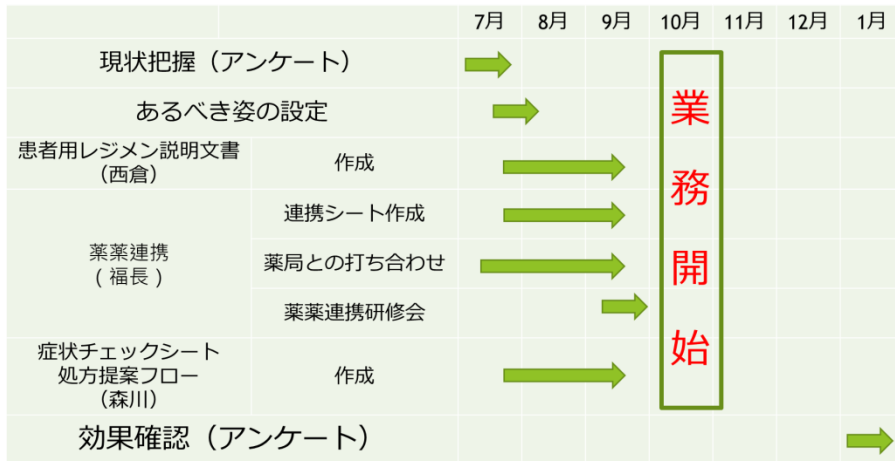 7月 8月 9月 10月 11月 12月 1月
現状把握（アンケート）
あるべき姿の設定
患者用レジメン説明文書
（西倉）
作成
薬薬連携
( 福長 )
連携シート作成
薬局との打ち合わせ
薬薬連携研修会
症状チェックシート
処方提案フロー
（森川）
作成
効果確認（アンケート）
業
務
開
始